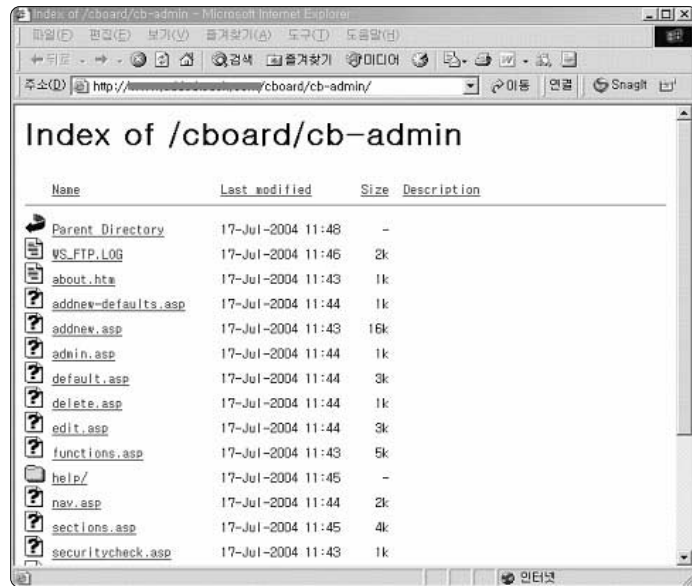 Index of /cboard/cb-admin - Microsoft Internet Explorer
파일(F) 편집(E) 보기(V) 즐겨찾기(A) 도구(T) 도움말(H)
뒤로 검색 즐겨찾기 미디어
주소(D) http:// /cboard/cb-admin/ 이동 연결 SnagIt
Index of /cboard/cb-admin
Name Last modified Size Description
Parent Directory 17-Jul-2004 11:48 -
WS_FTP.LOG 17-Jul-2004 11:46 2k
about.htm 17-Jul-2004 11:43 1k
addnew-defaults.asp 17-Jul-2004 11:44 1k
addnew.asp 17-Jul-2004 11:43 16k
admin.asp 17-Jul-2004 11:44 1k
default.asp 17-Jul-2004 11:44 3k
delete.asp 17-Jul-2004 11:44 1k
edit.asp 17-Jul-2004 11:44 3k
functions.asp 17-Jul-2004 11:43 5k
help/ 17-Jul-2004 11:45 -
nav.asp 17-Jul-2004 11:44 2k
sections.asp 17-Jul-2004 11:45 4k
securitycheck.asp 17-Jul-2004 11:43 1k
인터넷